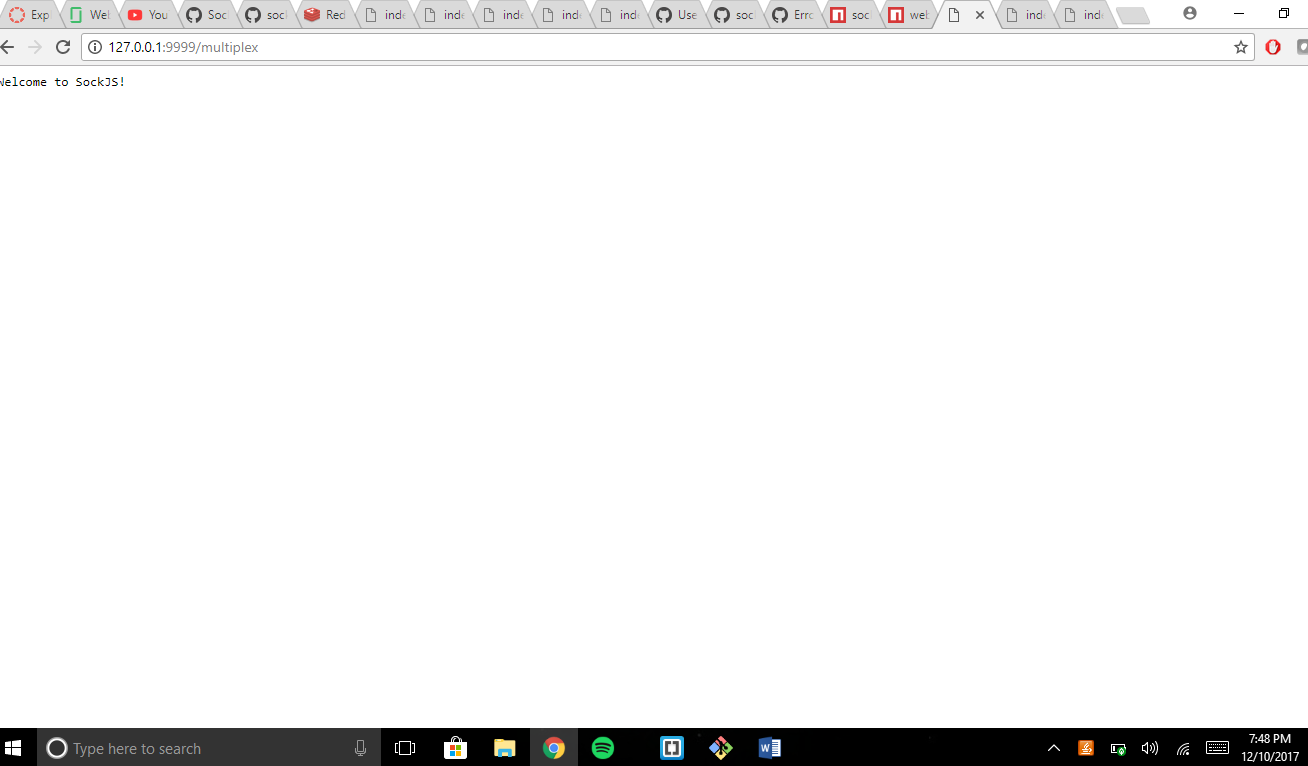 Exp Wel You Soc sock Red inde inde inde inde inde Use soc Erro soc web inde inde
127.0.0.1:9999/multiplex
Welcome to SockJS!
Type here to search
7:48 PM
12/10/2017